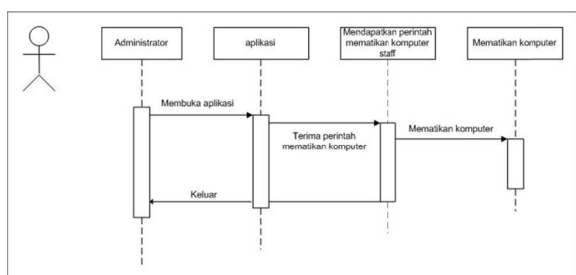 Administrator
aplikasi
Mendapatkan perintah
mematikan komputer
staff
Mematikan komputer
Membuka aplikasi
Terima perintah
mematikan komputer
Mematikan komputer
Keluar